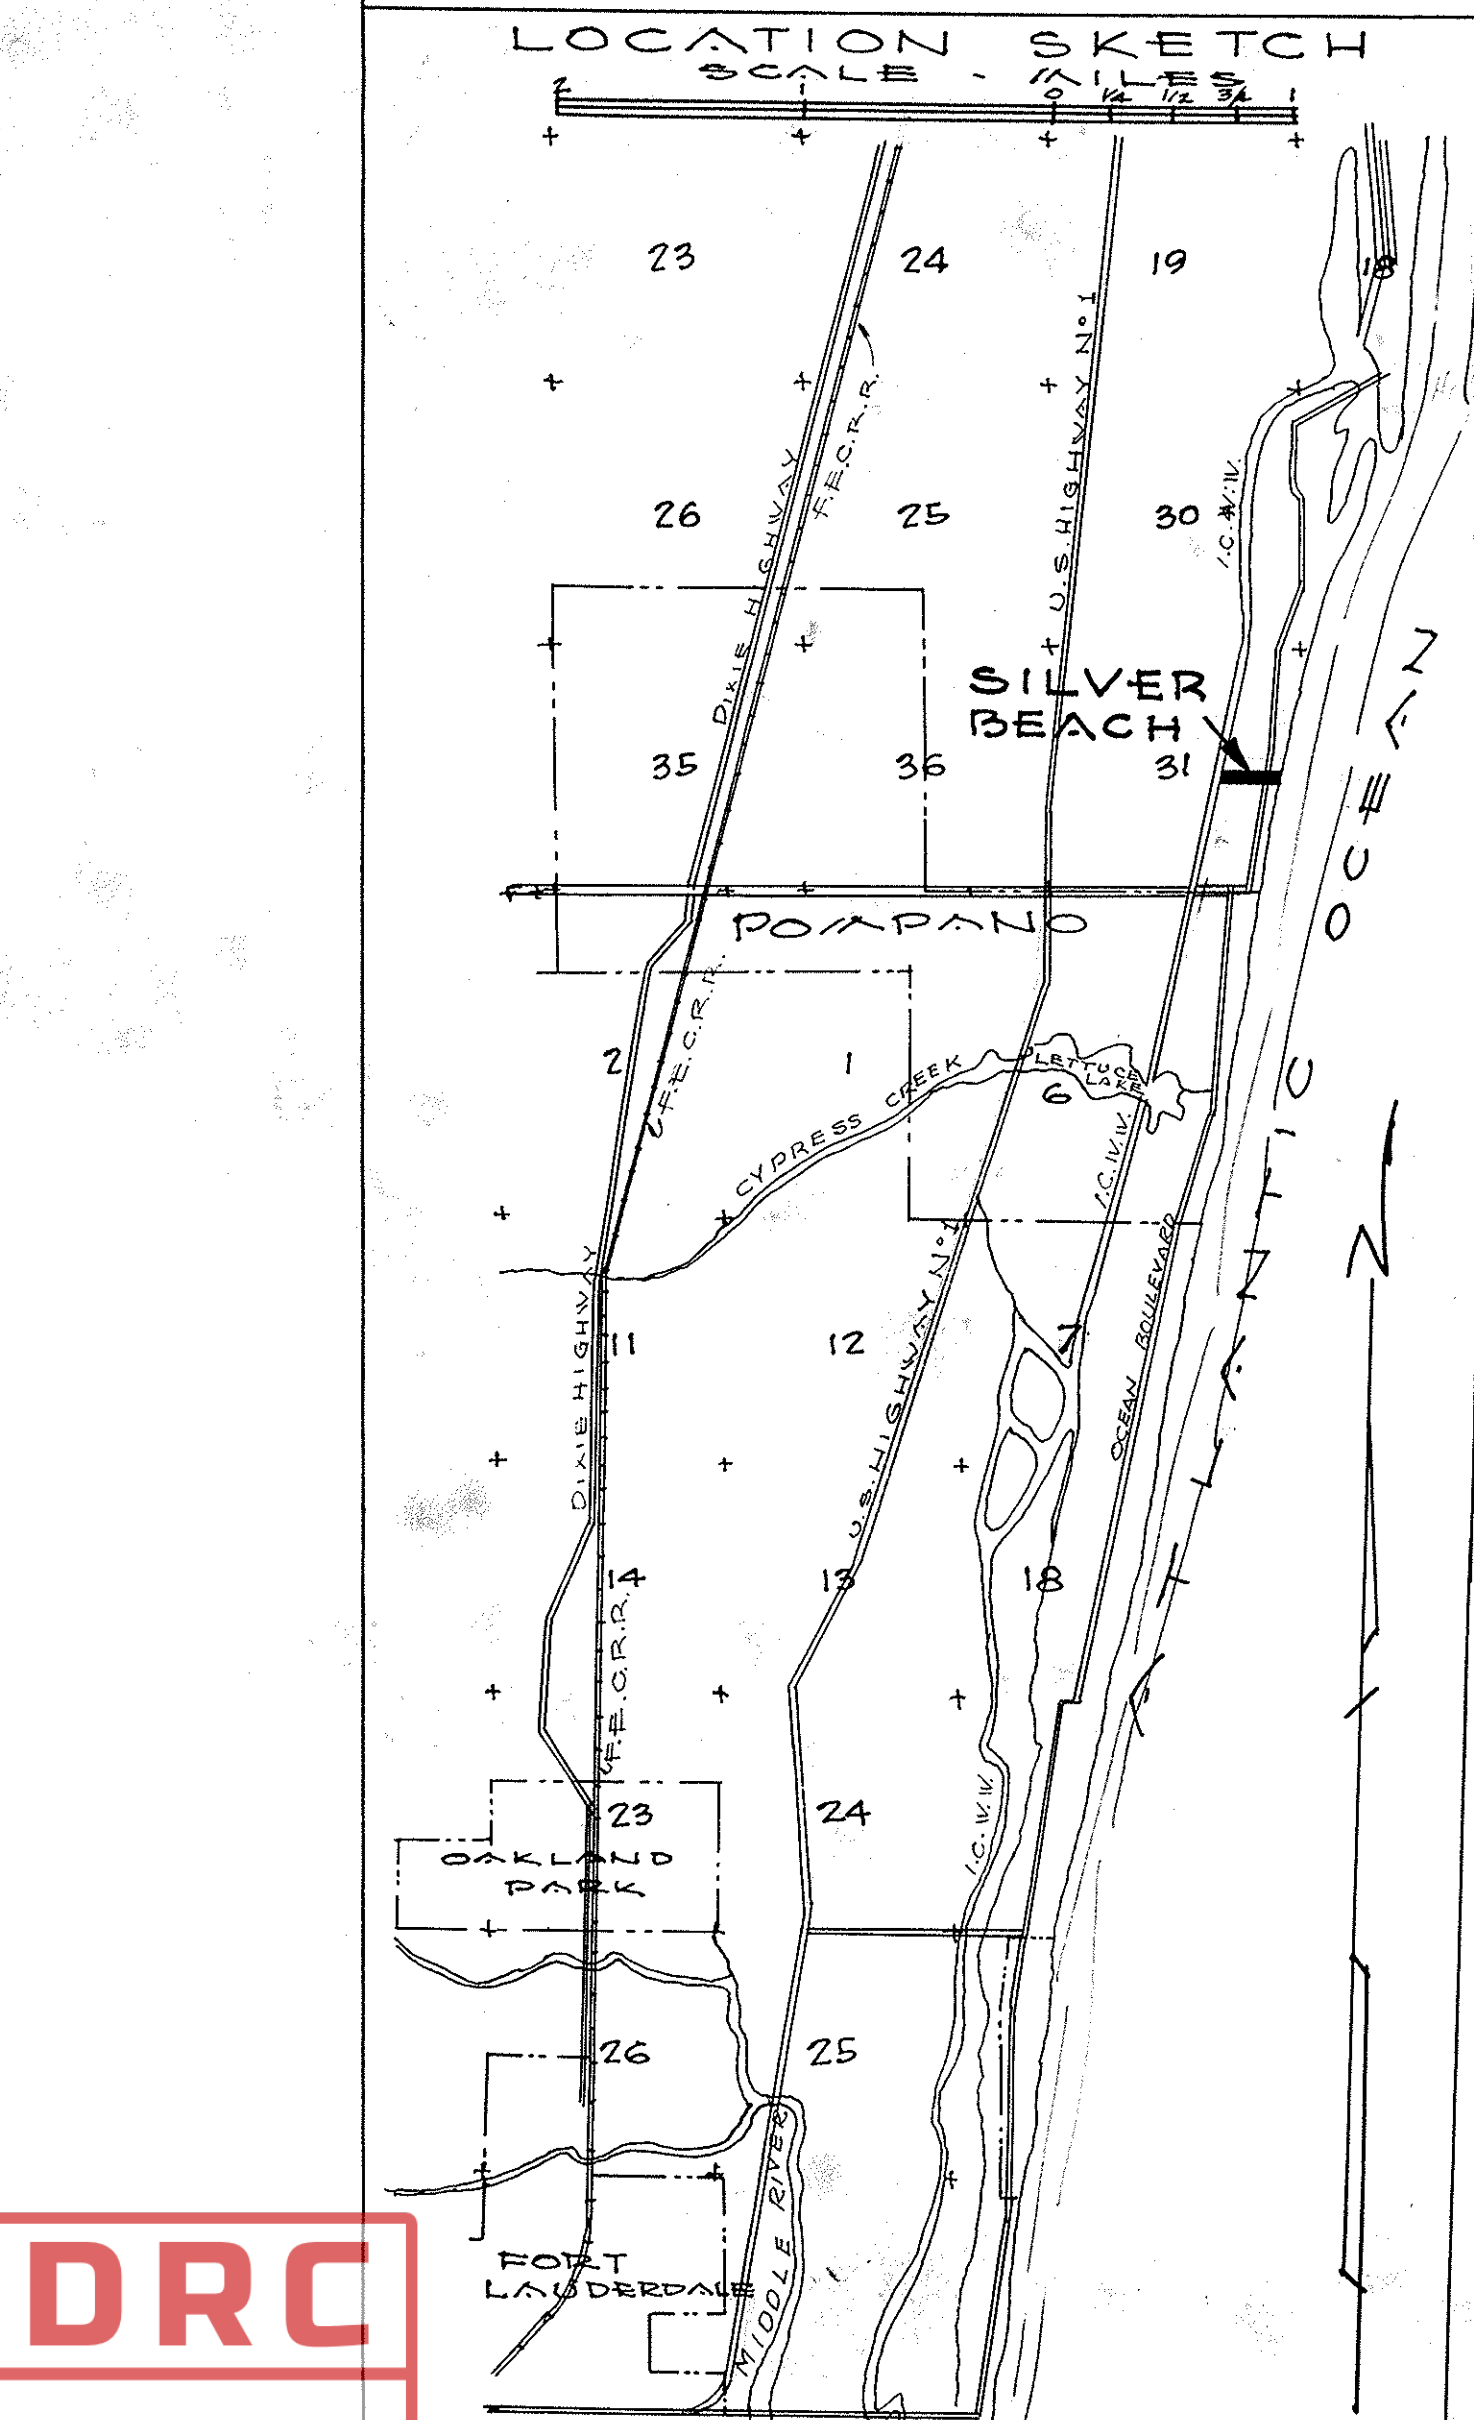 LOCATION SKETCH
SCALE - MILES
2 1 0 1/4 1/2 3/4 1
23 24 19 18
F.E.C.R.R.
U.S. HIGHWAY No 1
DIXIE HIGHWAY
26 25 30
I.C.W.W.
SILVER
BEACH
35 36 31
ATLANTIC OCEAN
POMPANO
F.E.C.R.R.
2 1 6
CYPRESS CREEK
LETTUCE
LAKE
I.C.W.W.
N
DIXIE HIGHWAY
U.S. HIGHWAY No 1
OCEAN BOULEVARD
11 12 7
14 13 18
F.E.C.R.R.
I.C.W.W.
23 24
OAKLAND
PARK
26 25
MIDDLE RIVER
FORT
LAUDERDALE
DRC